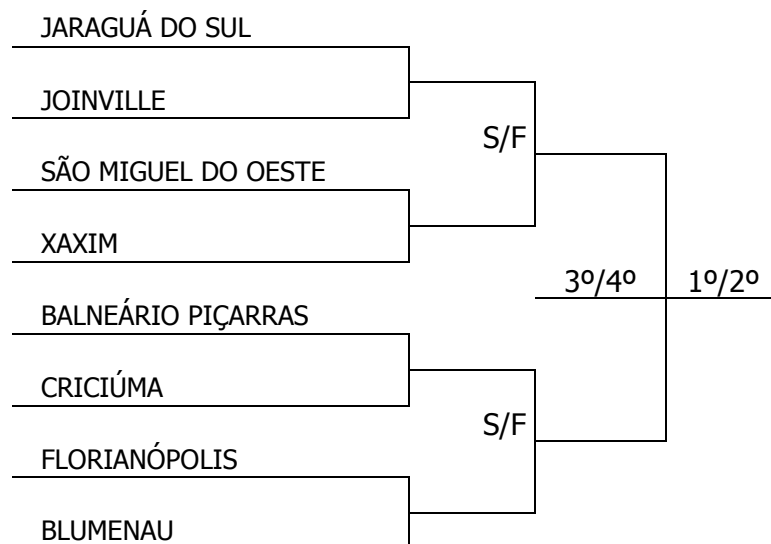 JARAGUÁ DO SUL
JOINVILLE
S/F
SÃO MIGUEL DO OESTE
XAXIM
3º/4º 1º/2º
BALNEÁRIO PIÇARRAS
CRICIÚMA
S/F
FLORIANÓPOLIS
BLUMENAU